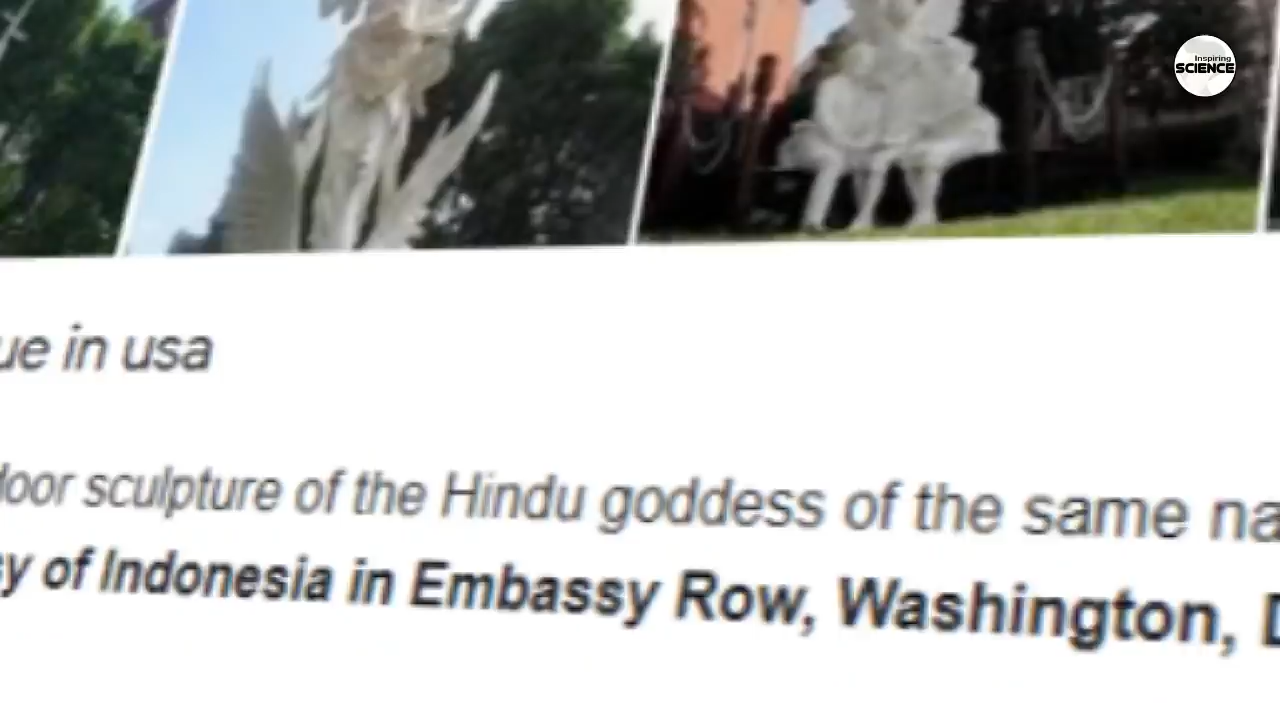 Inspiring
SCIENCE
ue in usa
door sculpture of the Hindu goddess of the same na
sy of Indonesia in Embassy Row, Washington, D